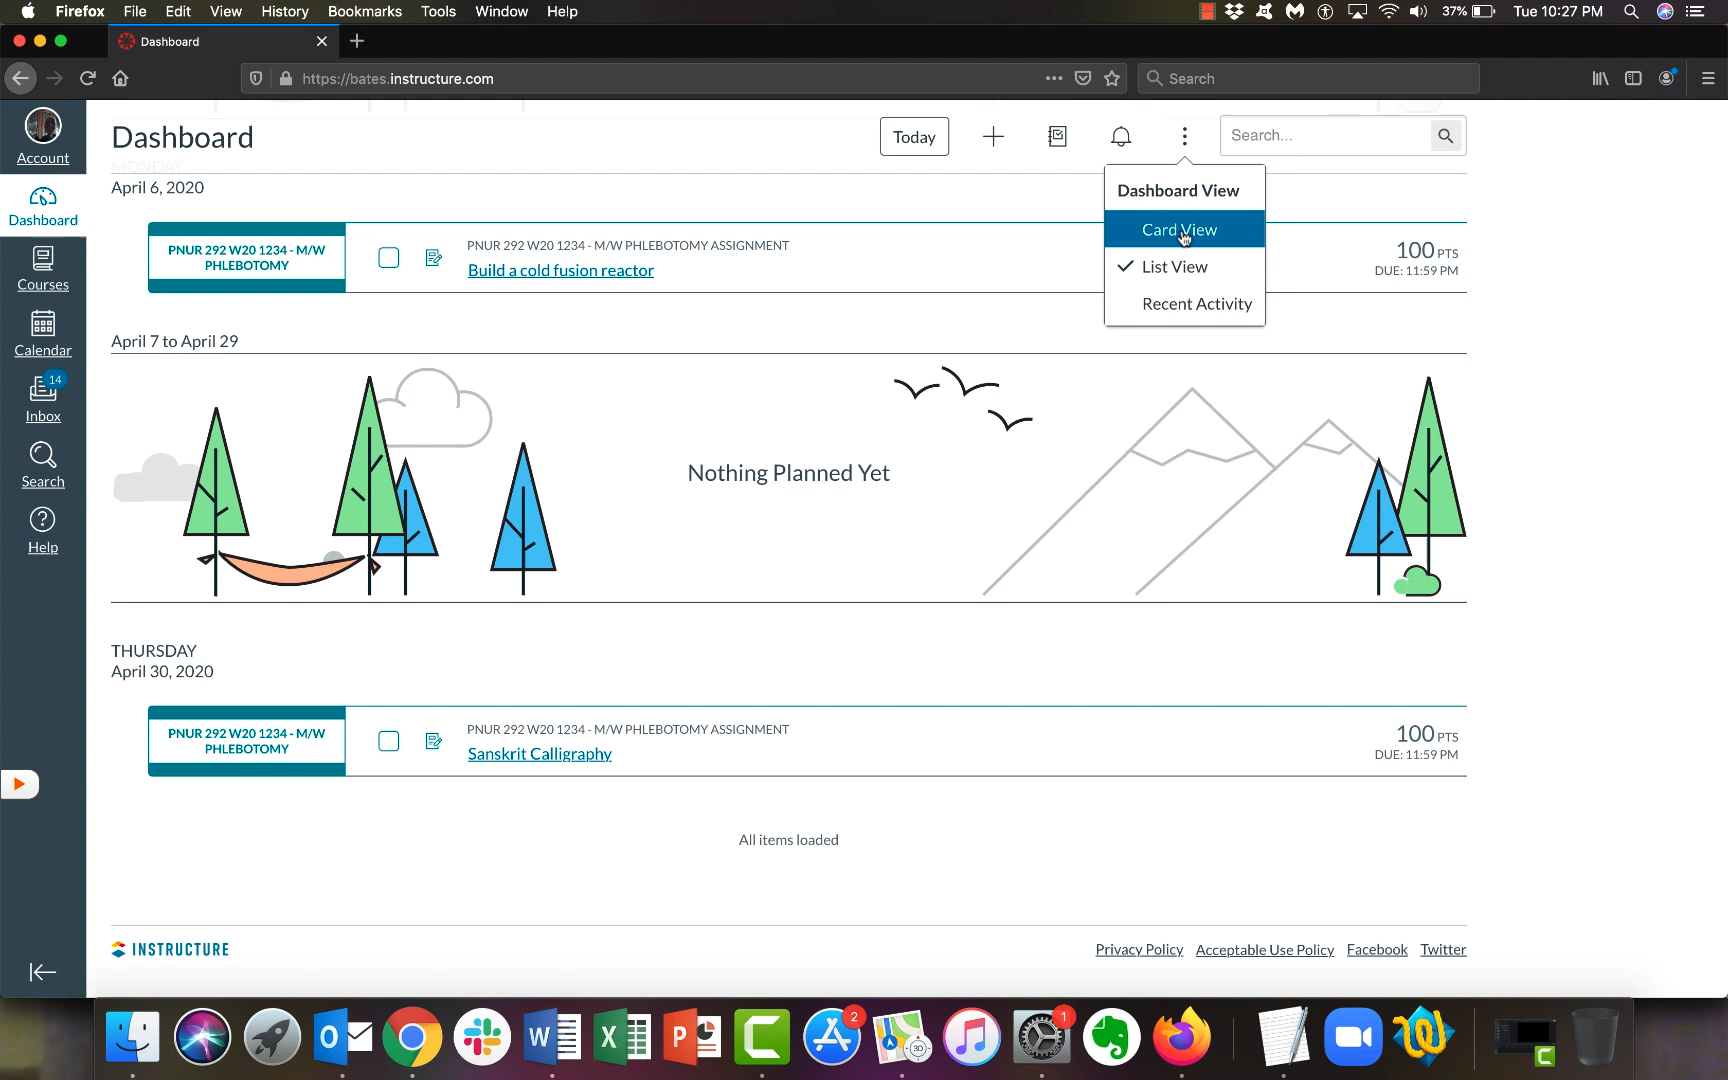 Firefox File Edit View History Bookmarks Tools Window Help 37% Tue 10:27 PM
Dashboard
https://bates.instructure.com
Search
Account
Dashboard
Courses
Calendar
14
Inbox
Search
Help
Dashboard
Today
Search...
MONDAY
April 6, 2020
Dashboard View
Card View
List View
Recent Activity
PNUR 292 W20 1234 - M/W
PHLEBOTOMY
PNUR 292 W20 1234 - M/W PHLEBOTOMY ASSIGNMENT
Build a cold fusion reactor
100 PTS
DUE: 11:59 PM
April 7 to April 29
Nothing Planned Yet
THURSDAY
April 30, 2020
PNUR 292 W20 1234 - M/W
PHLEBOTOMY
PNUR 292 W20 1234 - M/W PHLEBOTOMY ASSIGNMENT
Sanskrit Calligraphy
100 PTS
DUE: 11:59 PM
All items loaded
INSTRUCTURE
Privacy Policy Acceptable Use Policy Facebook Twitter
2
3D
1